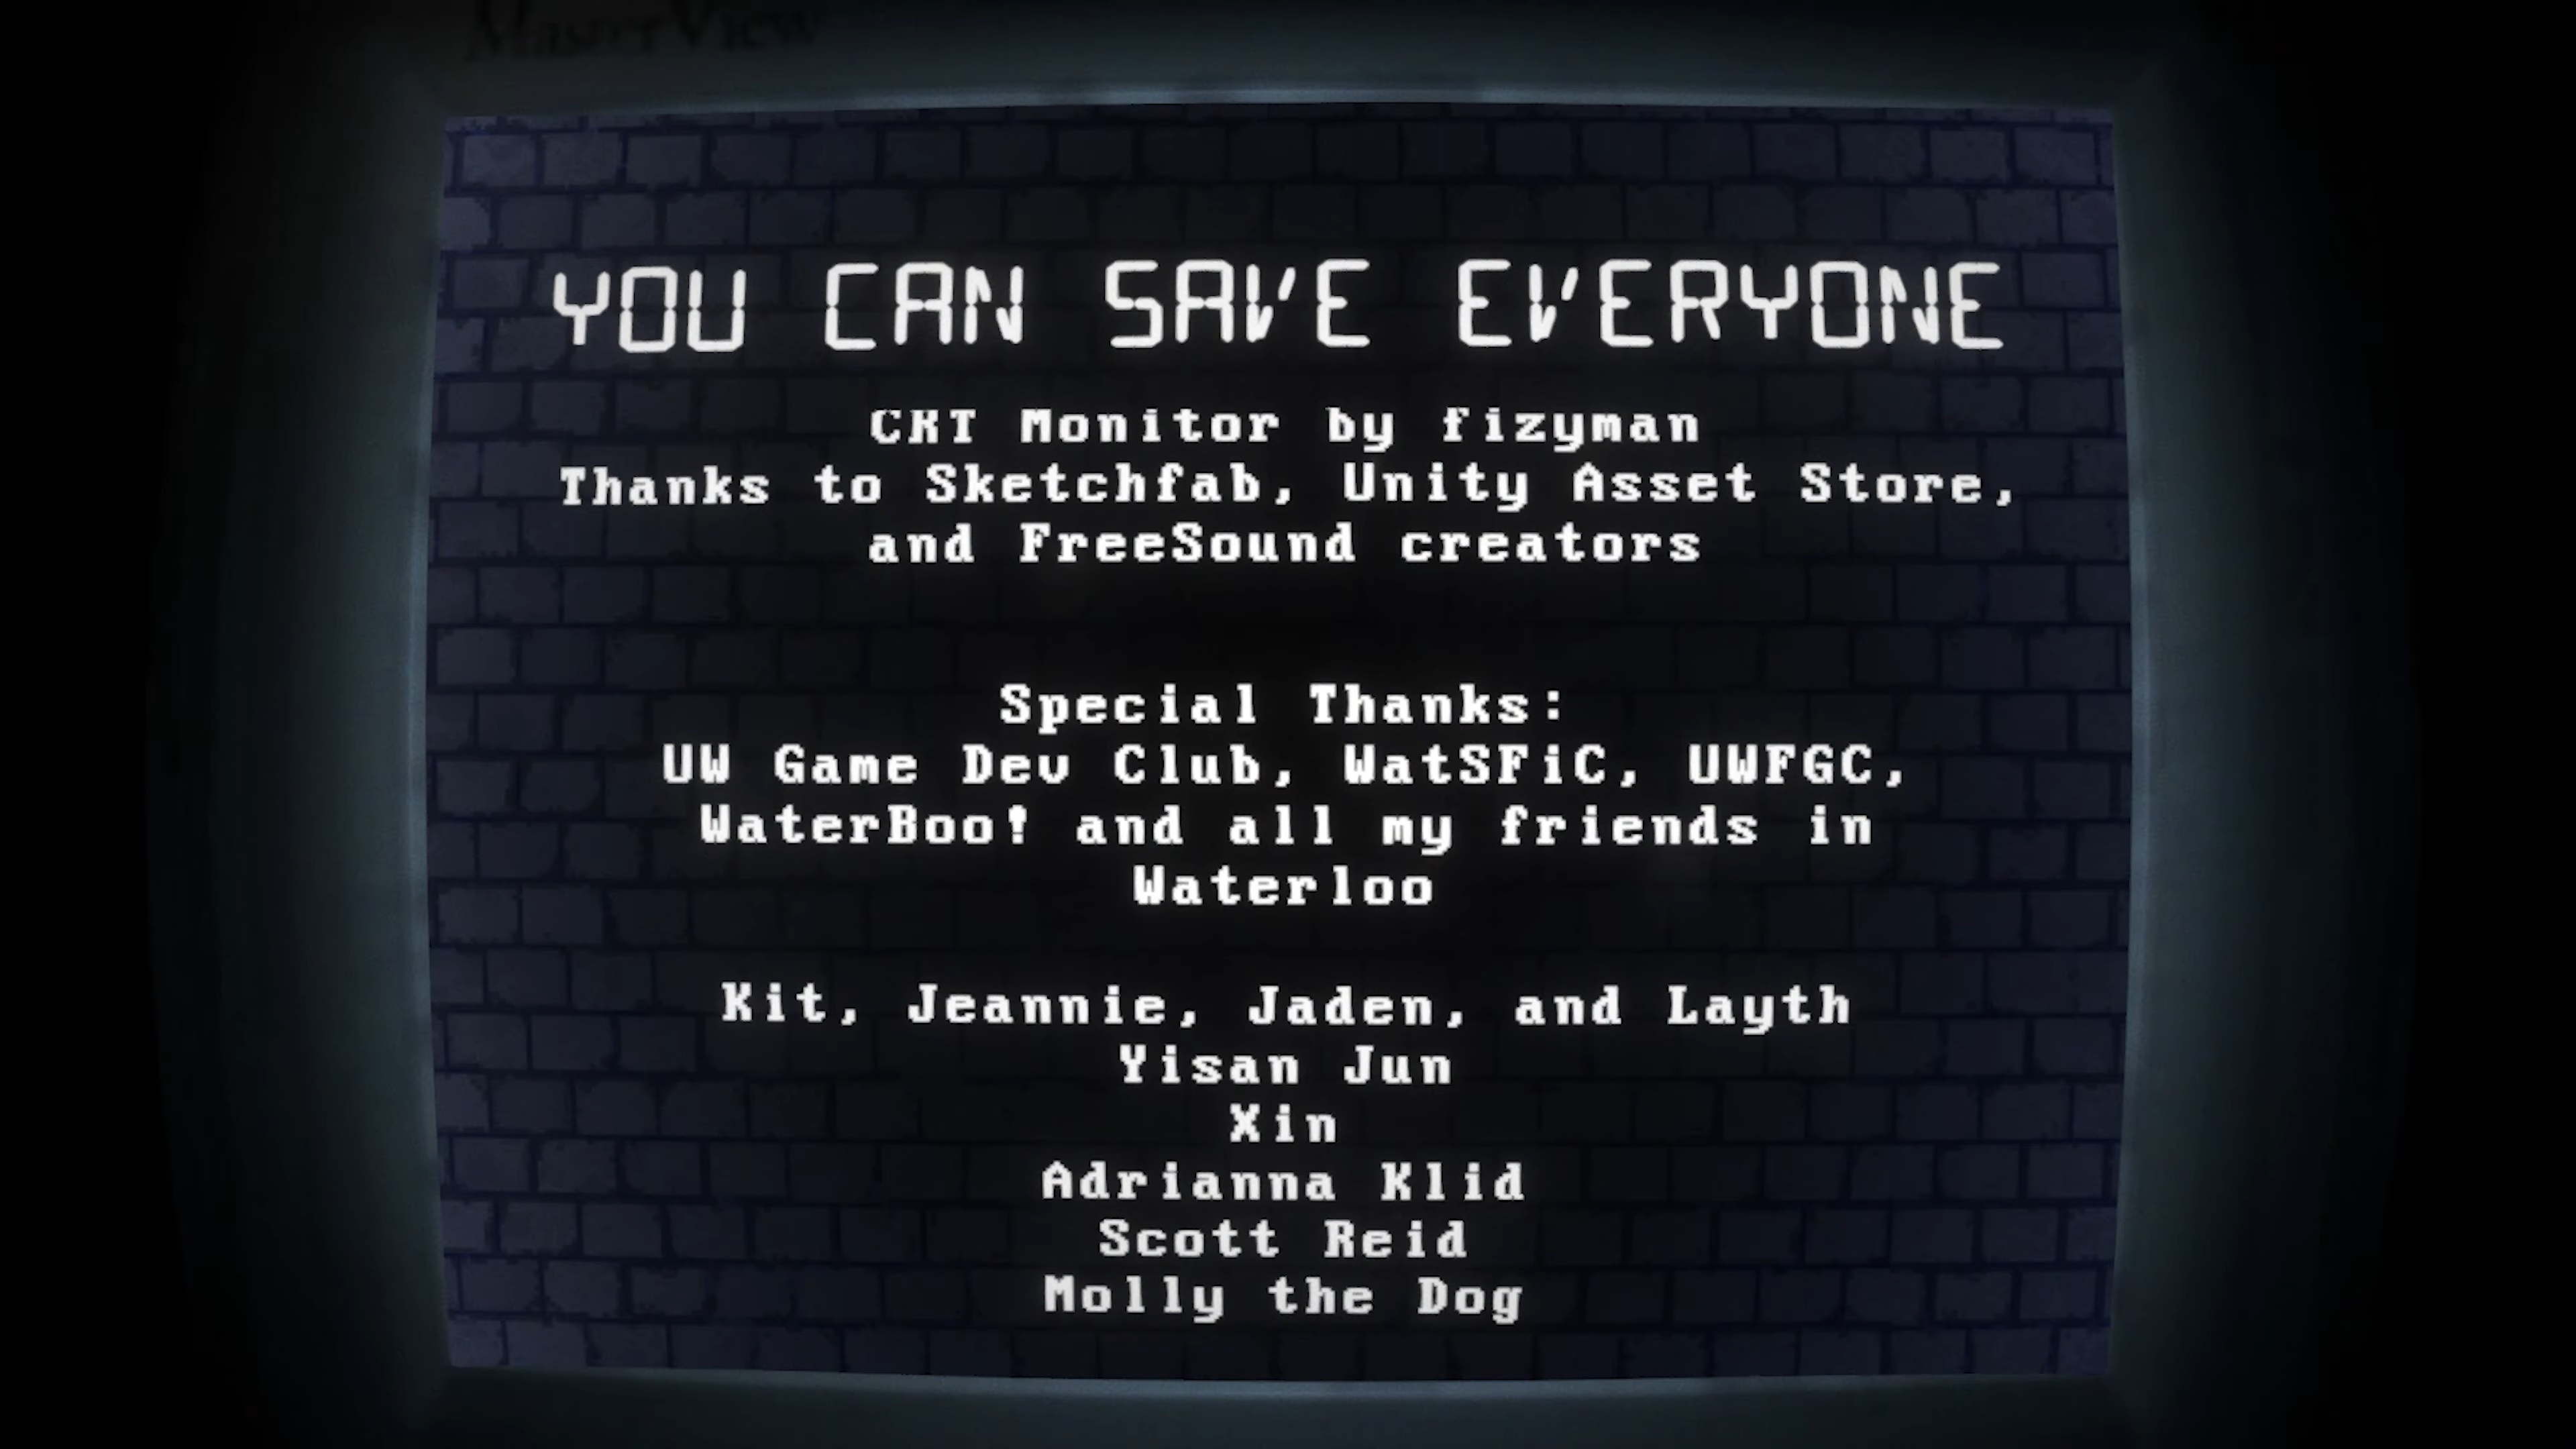 MasterView
YOU CAN SAVE EVERYONE
CRT Monitor by fizyman
Thanks to Sketchfab, Unity Asset Store,
and FreeSound creators
Special Thanks:
UW Game Dev Club, WatSFiC, UWFGC,
WaterBoo! and all my friends in
Waterloo
Kit, Jeannie, Jaden, and Layth
Yisan Jun
Xin
Adrianna Klid
Scott Reid
Molly the Dog